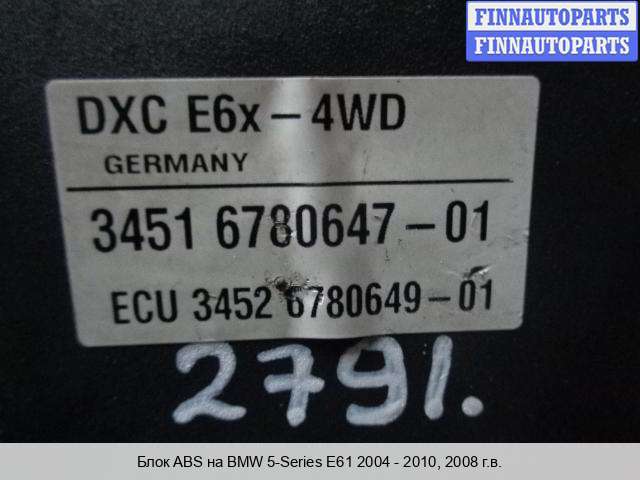 FINNAUTOPARTS
FINNAUTOPARTS
DXC E6x – 4WD
GERMANY
3451 6780647 – 01
ECU 3452 6780649 – 01
2791.
Блок ABS на BMW 5-Series E61 2004 - 2010, 2008 г.в.